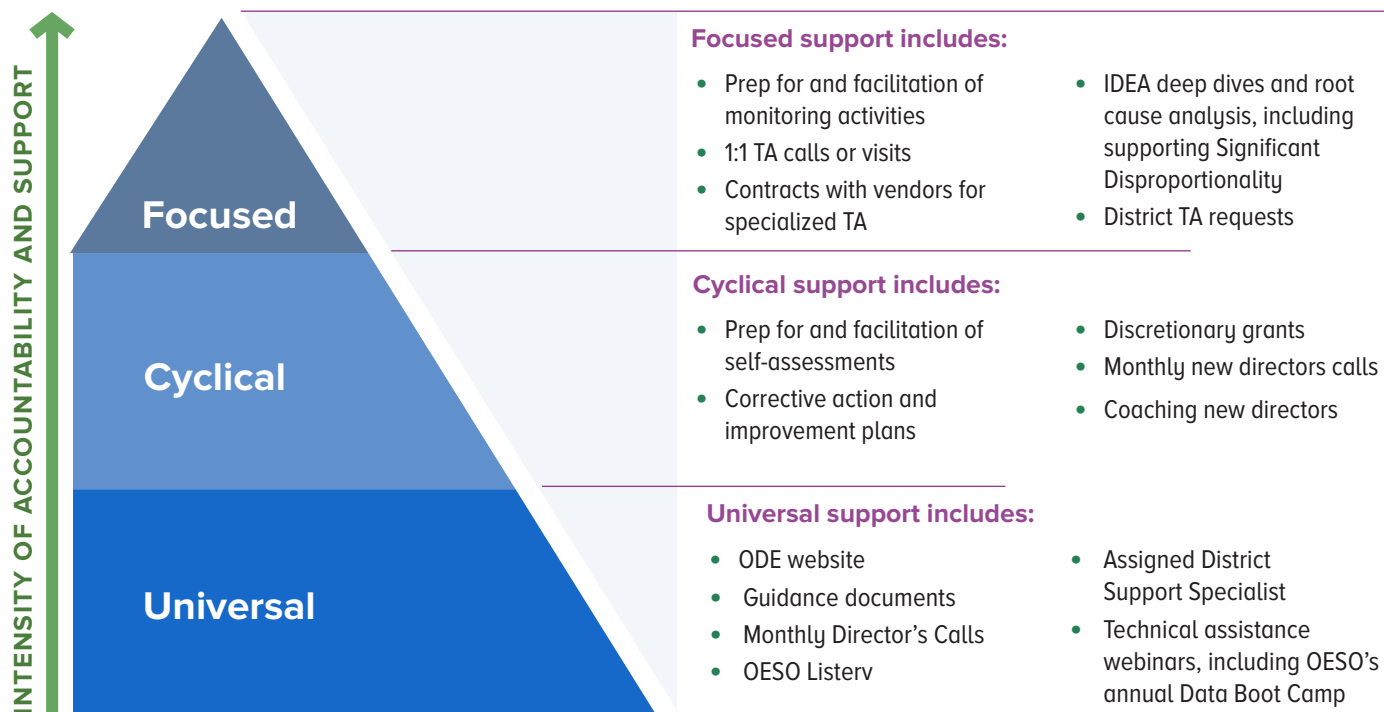 INTENSITY OF ACCOUNTABILITY AND SUPPORT
Focused
Focused support includes:
• Prep for and facilitation of
monitoring activities
• 1:1 TA calls or visits
• Contracts with vendors for
specialized TA
• IDEA deep dives and root
cause analysis, including
supporting Significant
Disproportionality
• District TA requests
Cyclical
Cyclical support includes:
• Prep for and facilitation of
self-assessments
• Corrective action and
improvement plans
• Discretionary grants
• Monthly new directors calls
• Coaching new directors
Universal
Universal support includes:
• ODE website
• Guidance documents
• Monthly Director’s Calls
• OESO Listerv
• Assigned District
Support Specialist
• Technical assistance
webinars, including OESO’s
annual Data Boot Camp